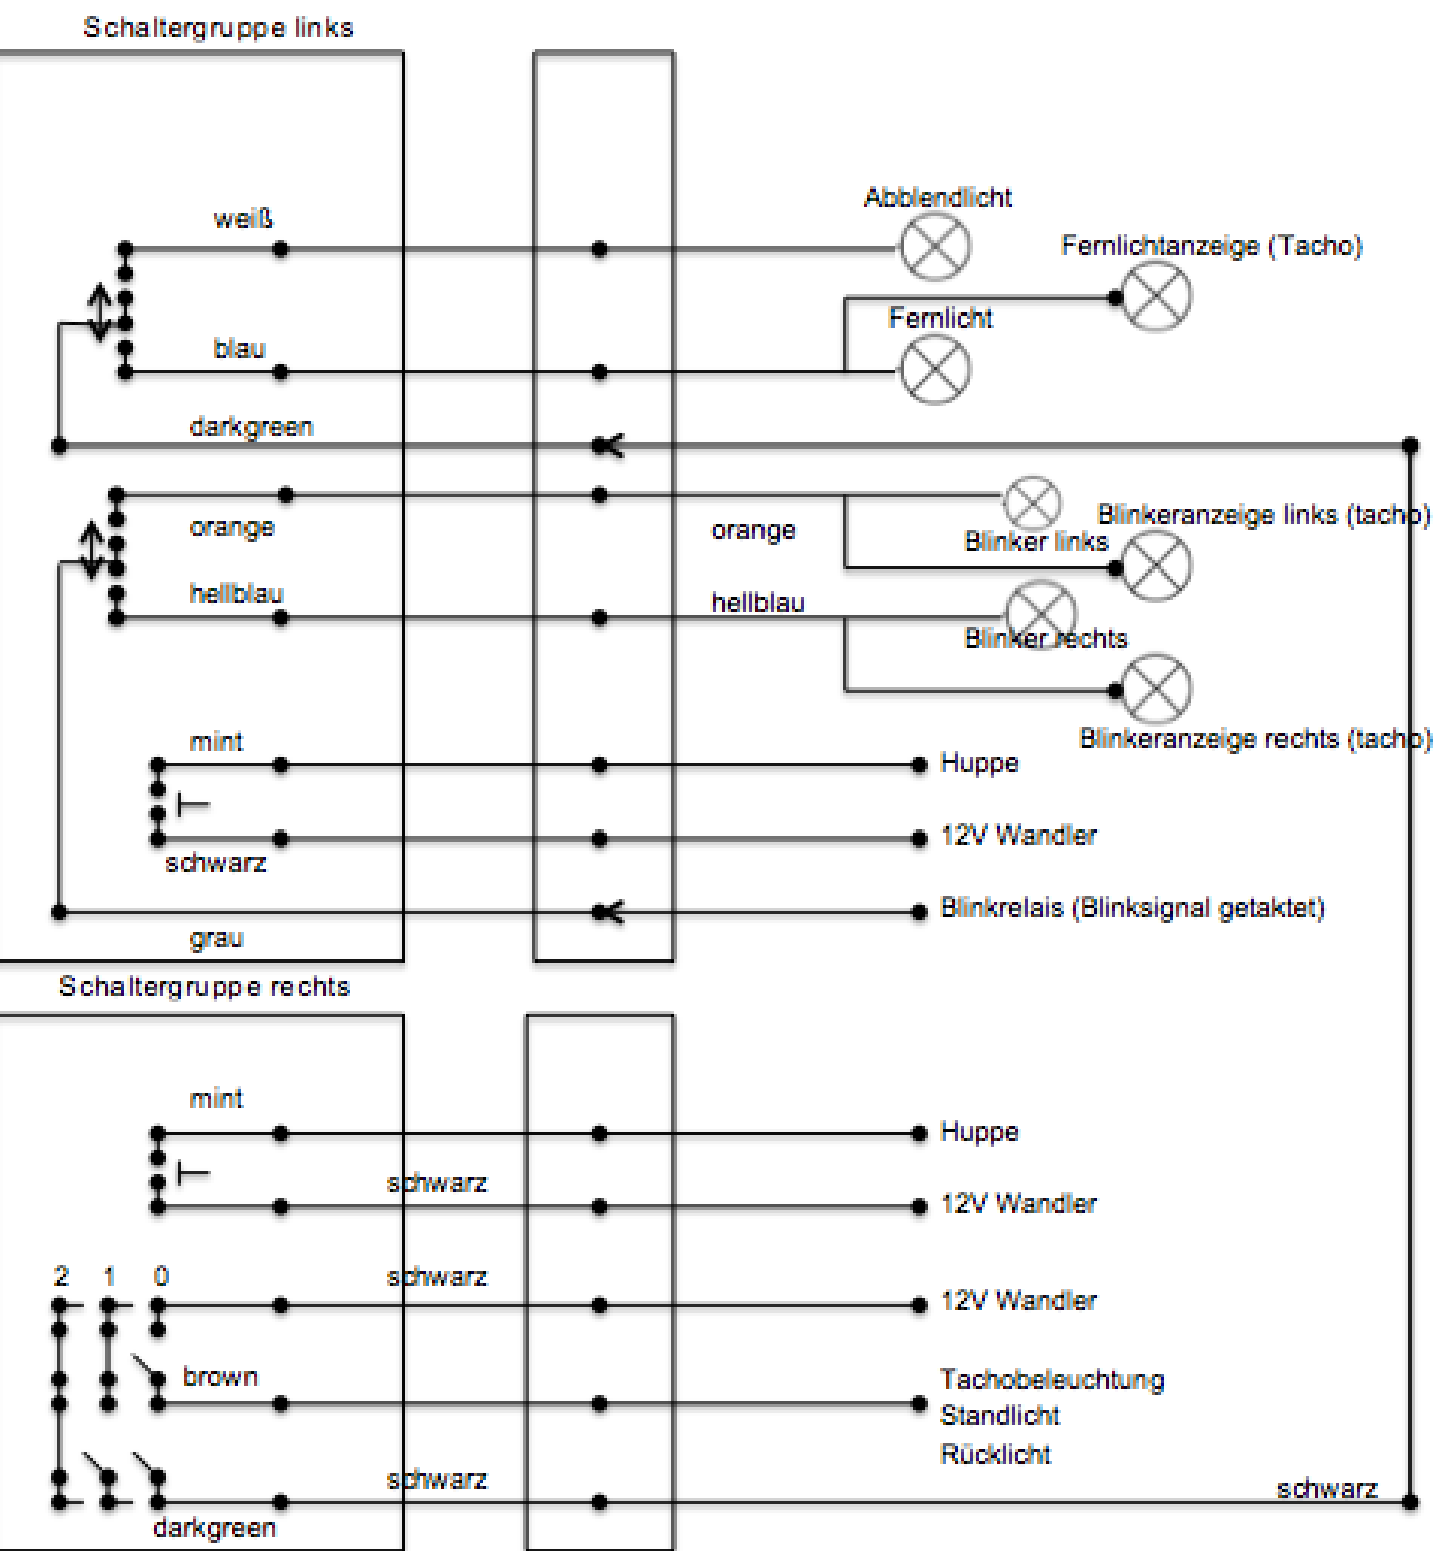 Schaltergruppe links
weiß
Abblendlicht
Fernlichtanzeige (Tacho)
Fernlicht
blau
darkgreen
orange
orange
Blinkeranzeige links (tacho)
Blinker links
hellblau
hellblau
Blinker rechts
Blinkeranzeige rechts (tacho)
mint
Huppe
12V Wandler
schwarz
Blinkrelais (Blinksignal getaktet)
grau
Schaltergruppe rechts
mint
Huppe
schwarz
12V Wandler
2 1 0
schwarz
12V Wandler
brown
Tachobeleuchtung
Standlicht
Rücklicht
schwarz
schwarz
darkgreen